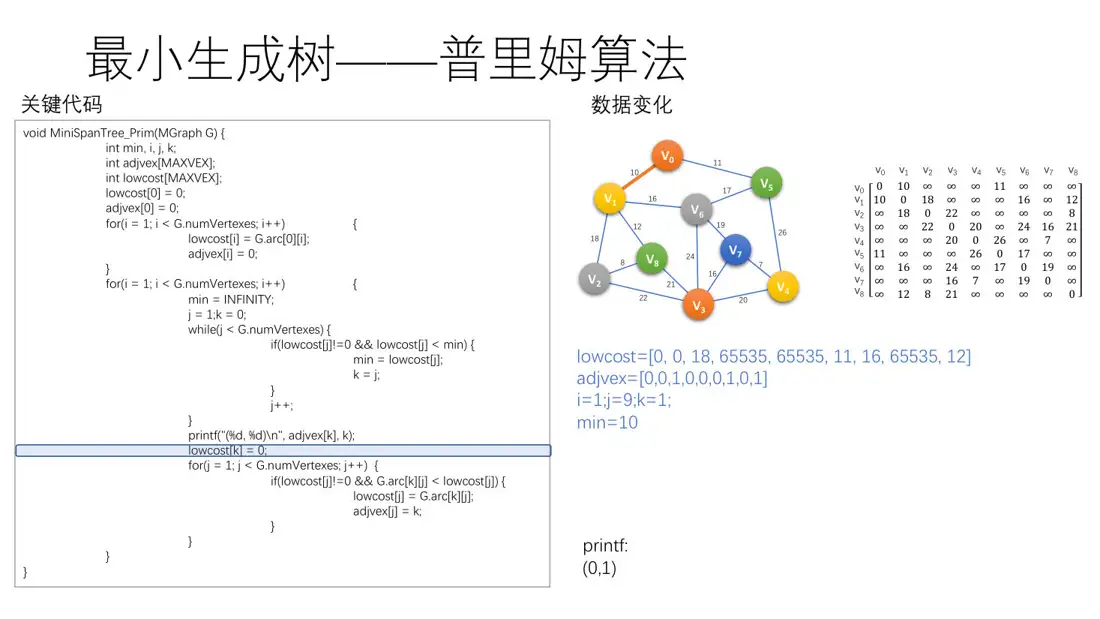 最小生成树——普里姆算法
关键代码
数据变化
void MiniSpanTree_Prim(MGraph G) {
int min, i, j, k;
int adjvex[MAXVEX];
int lowcost[MAXVEX];
lowcost[0] = 0;
adjvex[0] = 0;
for(i = 1; i < G.numVertexes; i++) {
lowcost[i] = G.arc[0][i];
adjvex[i] = 0;
}
for(i = 1; i < G.numVertexes; i++) {
min = INFINITY;
j = 1;k = 0;
while(j < G.numVertexes) {
if(lowcost[j]!=0 && lowcost[j] < min) {
min = lowcost[j];
k = j;
}
j++;
}
printf("(%d, %d)\n", adjvex[k], k);
lowcost[k] = 0;
for(j = 1; j < G.numVertexes; j++) {
if(lowcost[j]!=0 && G.arc[k][j] < lowcost[j]) {
lowcost[j] = G.arc[k][j];
adjvex[j] = k;
}
}
}
}
V0
10
11
V5
V1
16
17
V6
18
12
19
26
V8
24
V7
8
7
V2
21
16
V4
22
20
V3
v0 v1 v2 v3 v4 v5 v6 v7 v8
v0 0 10 ∞ ∞ ∞ 11 ∞ ∞ ∞
v1 10 0 18 ∞ ∞ ∞ 16 ∞ 12
v2 ∞ 18 0 22 ∞ ∞ ∞ ∞ 8
v3 ∞ ∞ 22 0 20 ∞ 24 16 21
v4 ∞ ∞ ∞ 20 0 26 ∞ 7 ∞
v5 11 ∞ ∞ ∞ 26 0 17 ∞ ∞
v6 ∞ 16 ∞ 24 ∞ 17 0 19 ∞
v7 ∞ ∞ ∞ 16 7 ∞ 19 0 ∞
v8 ∞ 12 8 21 ∞ ∞ ∞ ∞ 0
lowcost=[0, 0, 18, 65535, 65535, 11, 16, 65535, 12]
adjvex=[0,0,1,0,0,0,1,0,1]
i=1;j=9;k=1;
min=10
printf:
(0,1)